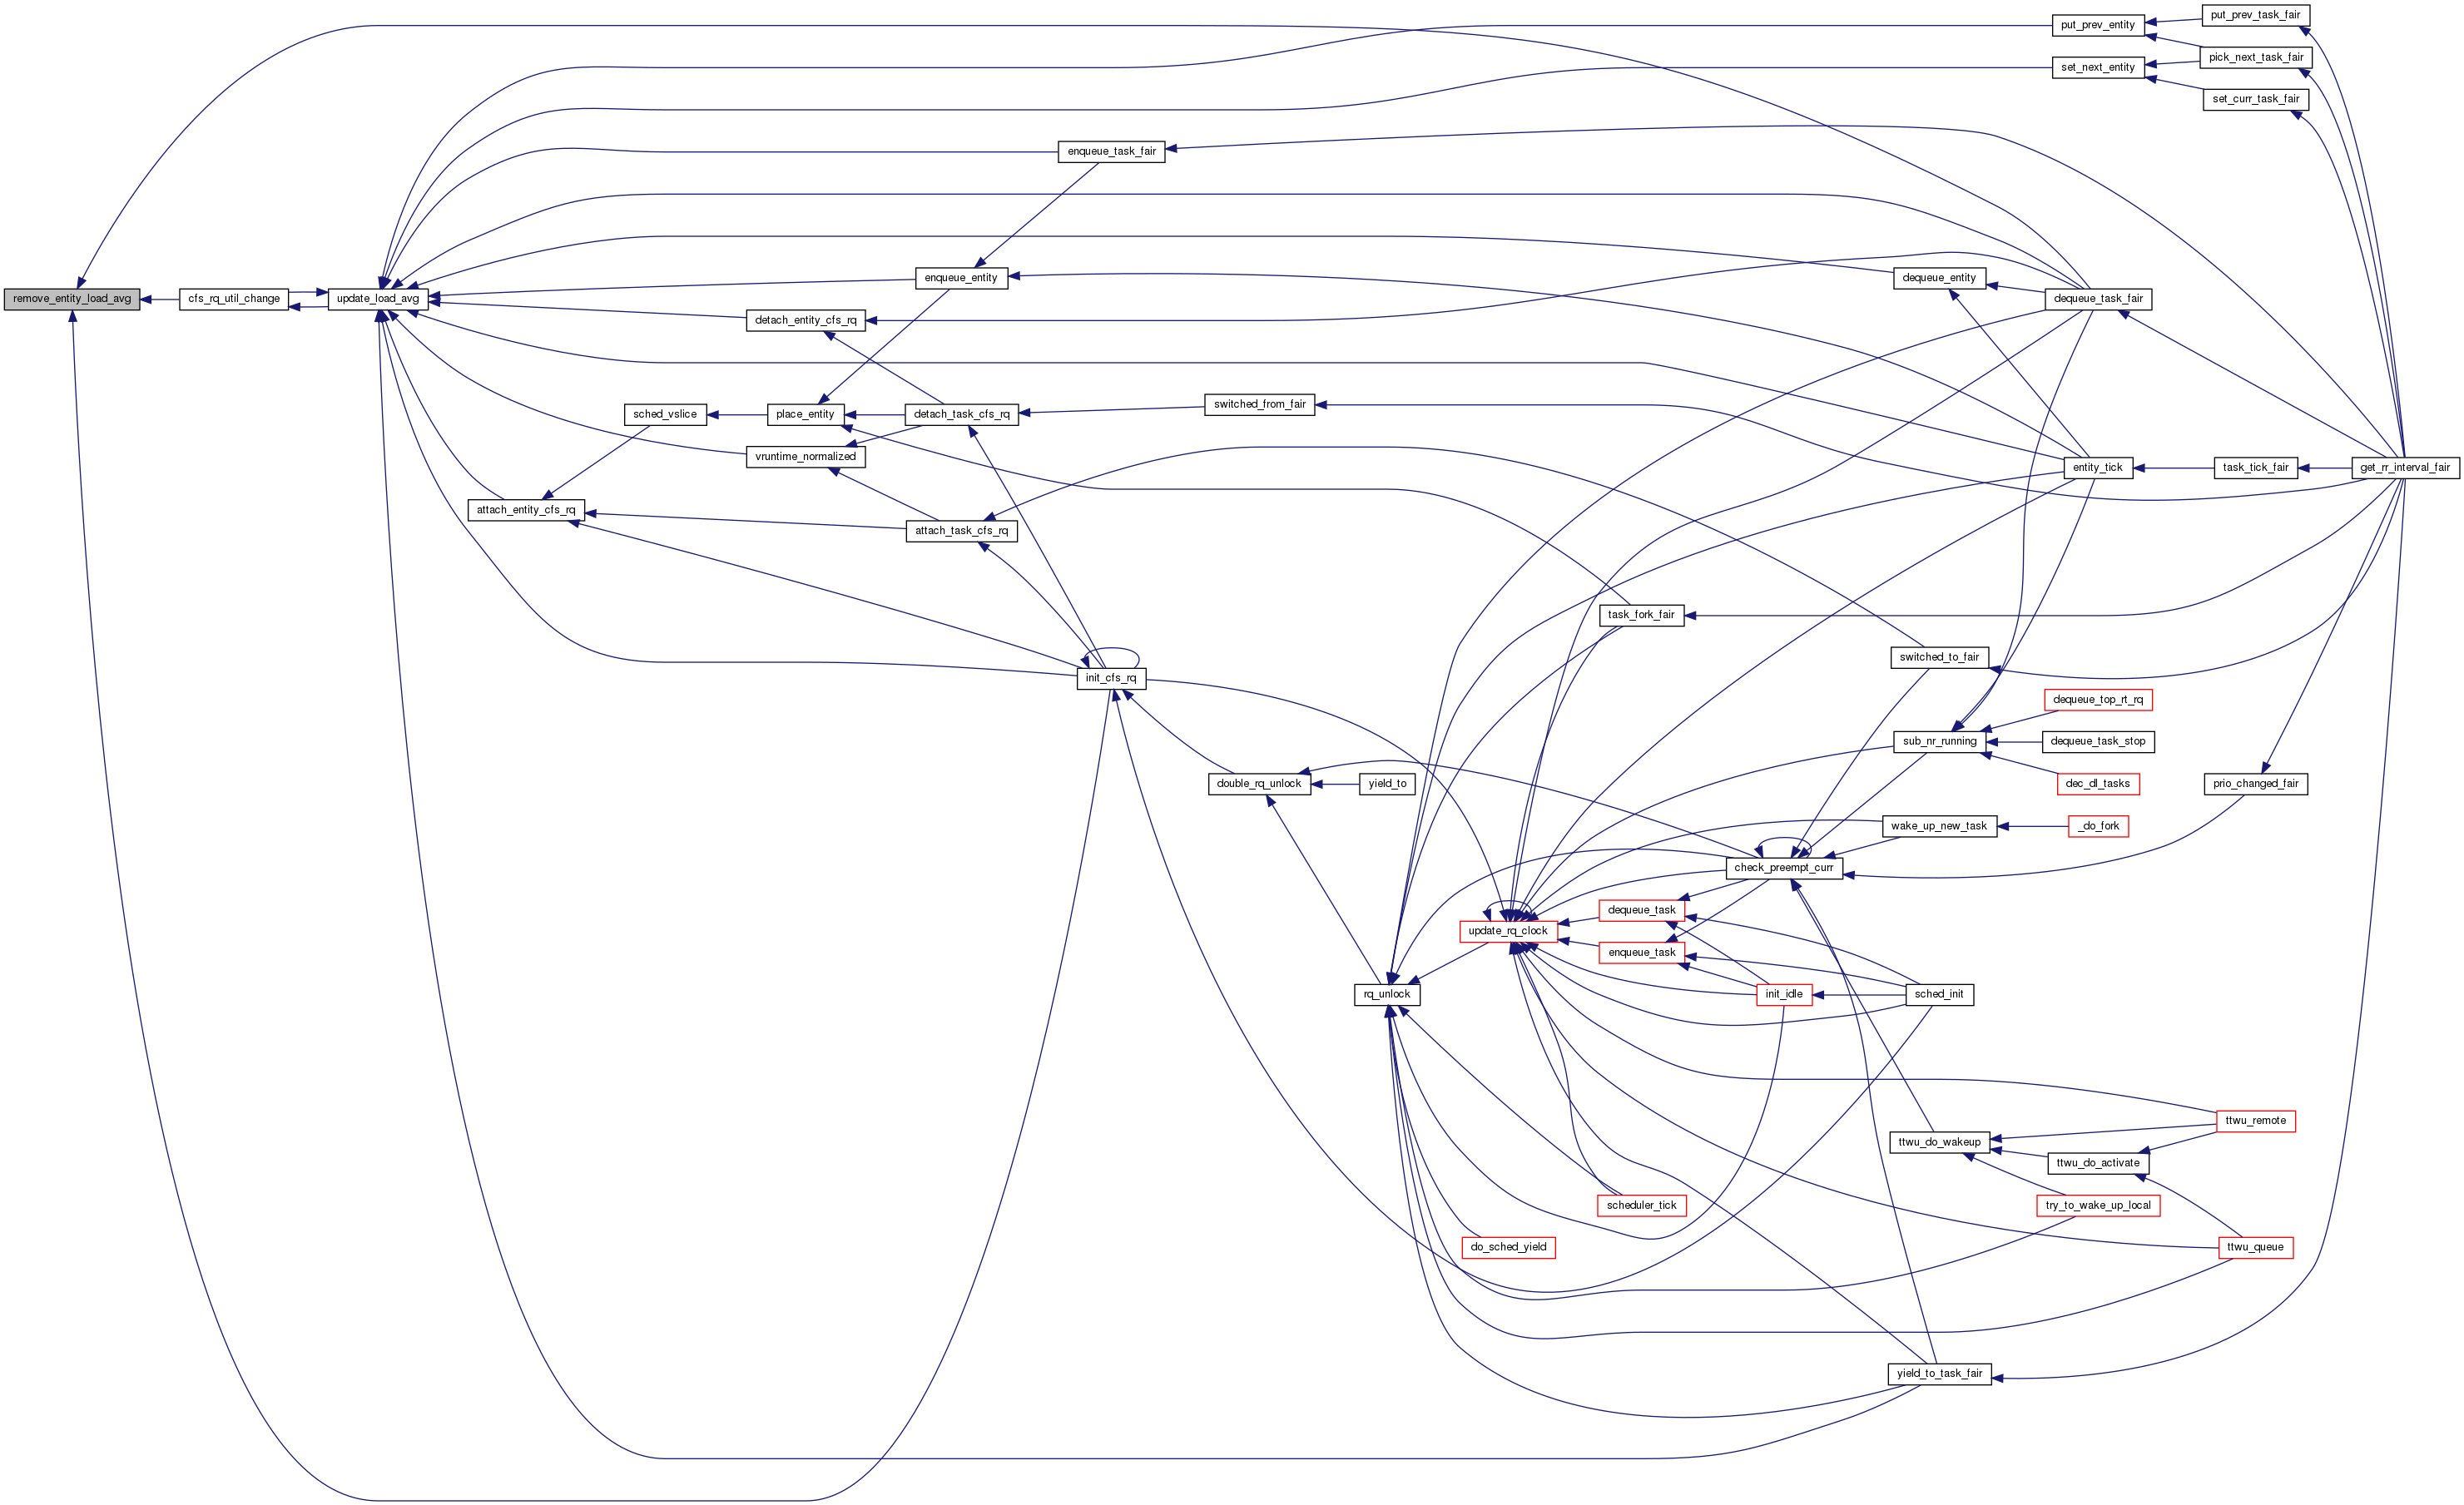 put_prev_task_fair
put_prev_entity
pick_next_task_fair
set_next_entity
set_curr_task_fair
enqueue_task_fair
enqueue_entity
dequeue_entity
remove_entity_load_avg
cfs_rq_util_change
update_load_avg
dequeue_task_fair
detach_entity_cfs_rq
switched_from_fair
sched_vslice
place_entity
detach_task_cfs_rq
vruntime_normalized
entity_tick
task_tick_fair
get_rr_interval_fair
attach_entity_cfs_rq
attach_task_cfs_rq
task_fork_fair
switched_to_fair
init_cfs_rq
dequeue_top_rt_rq
sub_nr_running
dequeue_task_stop
double_rq_unlock
yield_to
dec_dl_tasks
prio_changed_fair
wake_up_new_task
_do_fork
check_preempt_curr
dequeue_task
update_rq_clock
enqueue_task
rq_unlock
init_idle
sched_init
ttwu_remote
ttwu_do_wakeup
ttwu_do_activate
scheduler_tick
try_to_wake_up_local
do_sched_yield
ttwu_queue
yield_to_task_fair